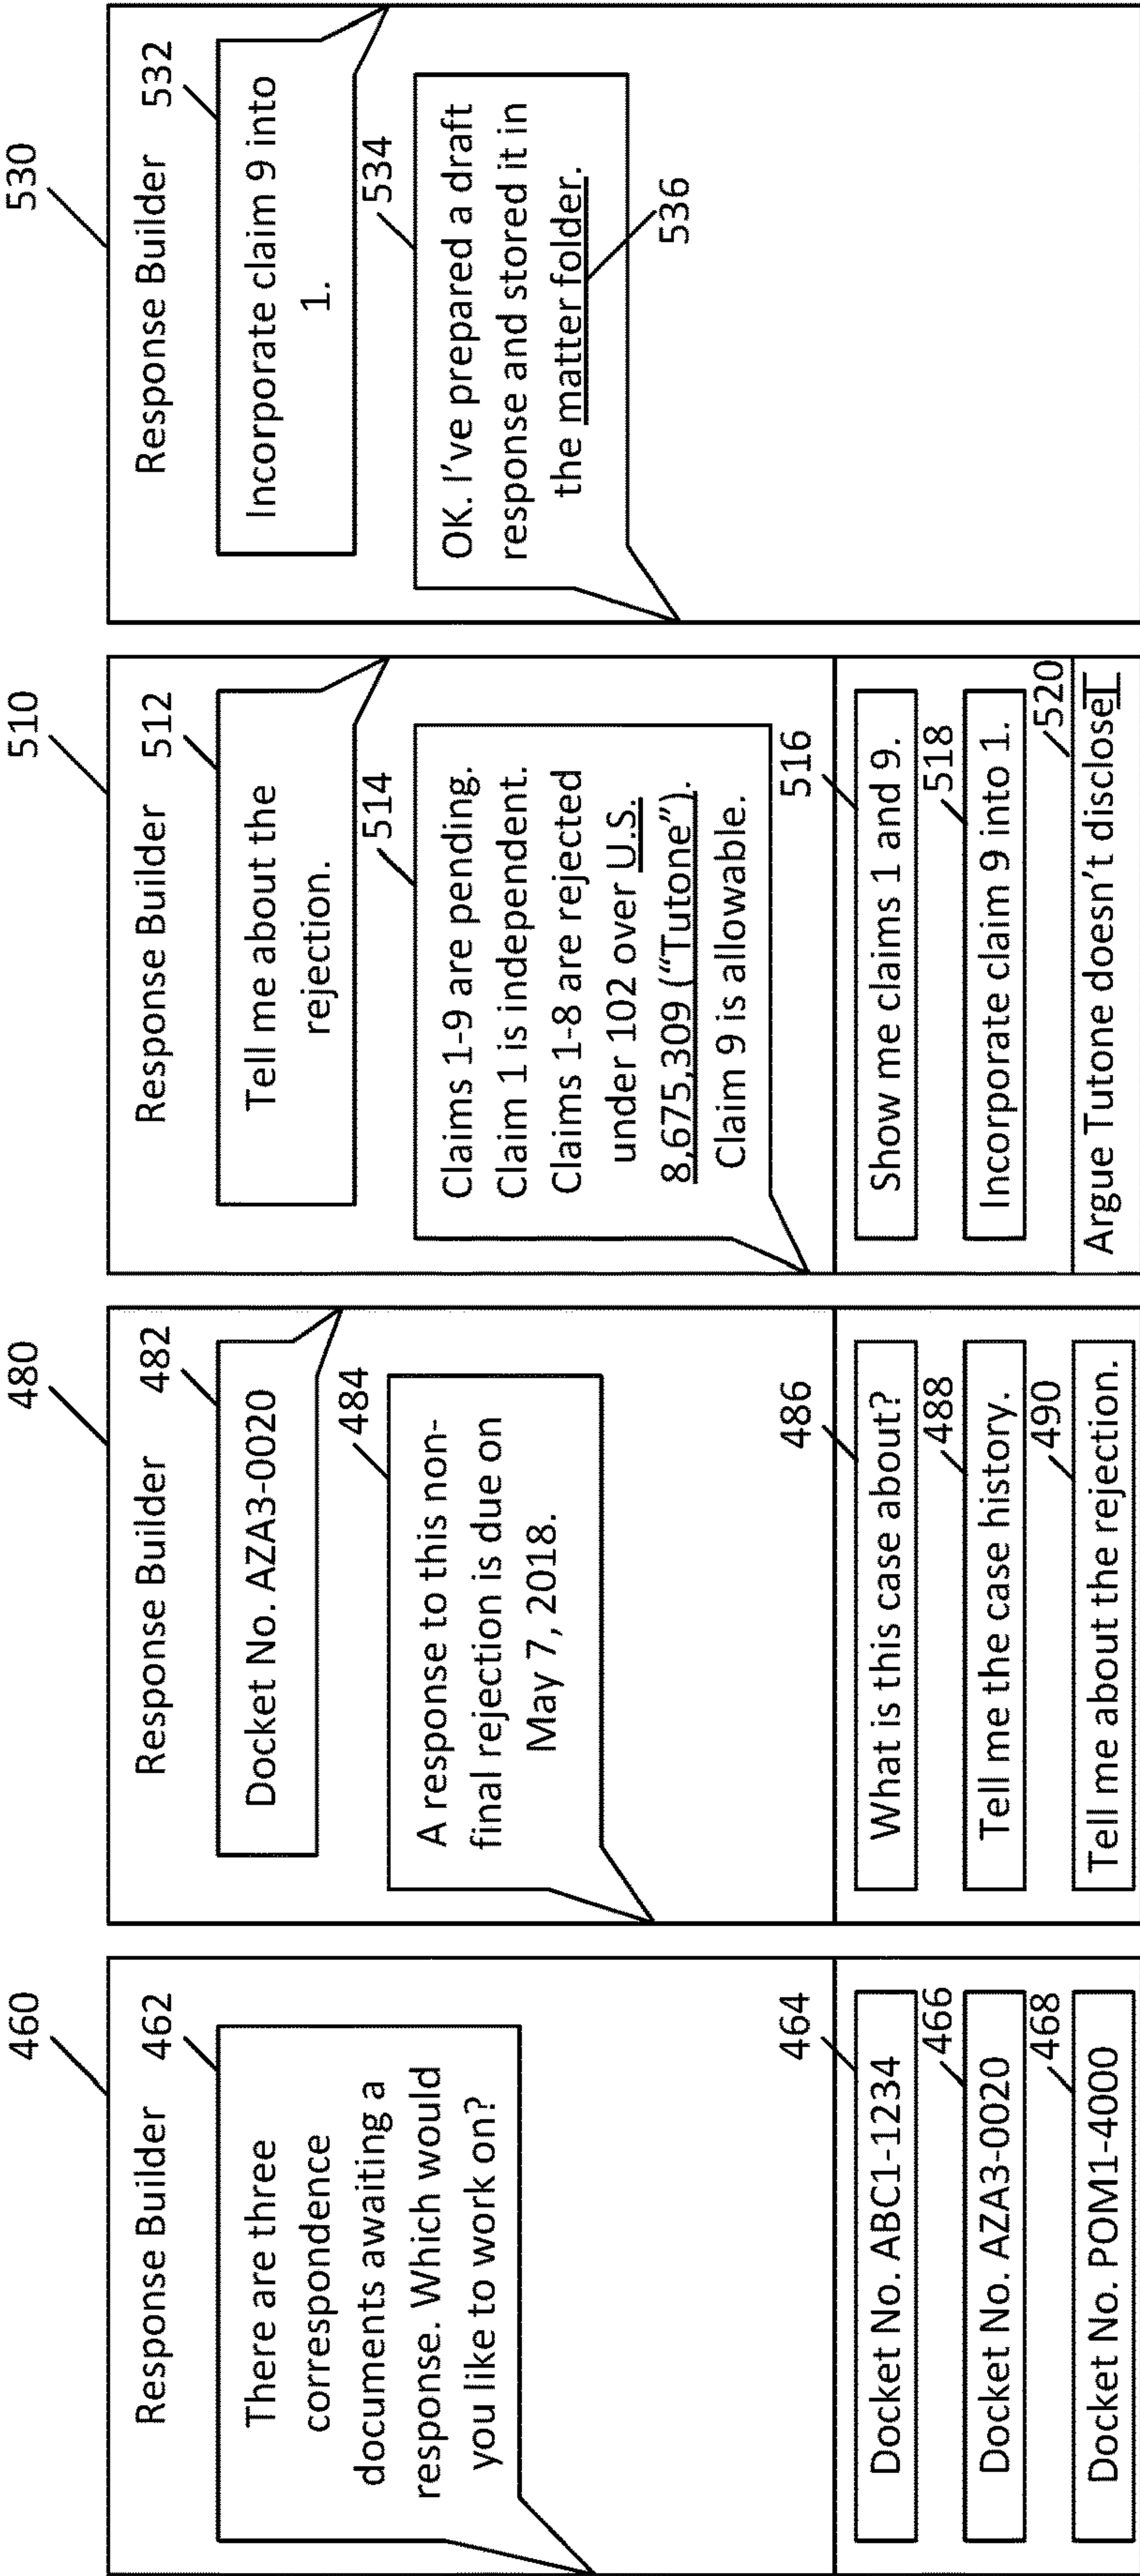 460
Response Builder
462
There are three
correspondence
documents awaiting a
response. Which would
you like to work on?
464
Docket No. ABC1-1234
466
Docket No. AZA3-0020
468
Docket No. POM1-4000
480
Response Builder
482
Docket No. AZA3-0020
484
A response to this non-
final rejection is due on
May 7, 2018.
486
What is this case about?
488
Tell me the case history.
490
Tell me about the rejection.
510
Response Builder
512
Tell me about the
rejection.
514
Claims 1-9 are pending.
Claim 1 is independent.
Claims 1-8 are rejected
under 102 over U.S.
8,675,309 (“Tutone”).
Claim 9 is allowable.
516
Show me claims 1 and 9.
518
Incorporate claim 9 into 1.
520
Argue Tutone doesn't disclose
530
Response Builder
532
Incorporate claim 9 into
1.
534
OK. I've prepared a draft
response and stored it in
the matter folder.
536